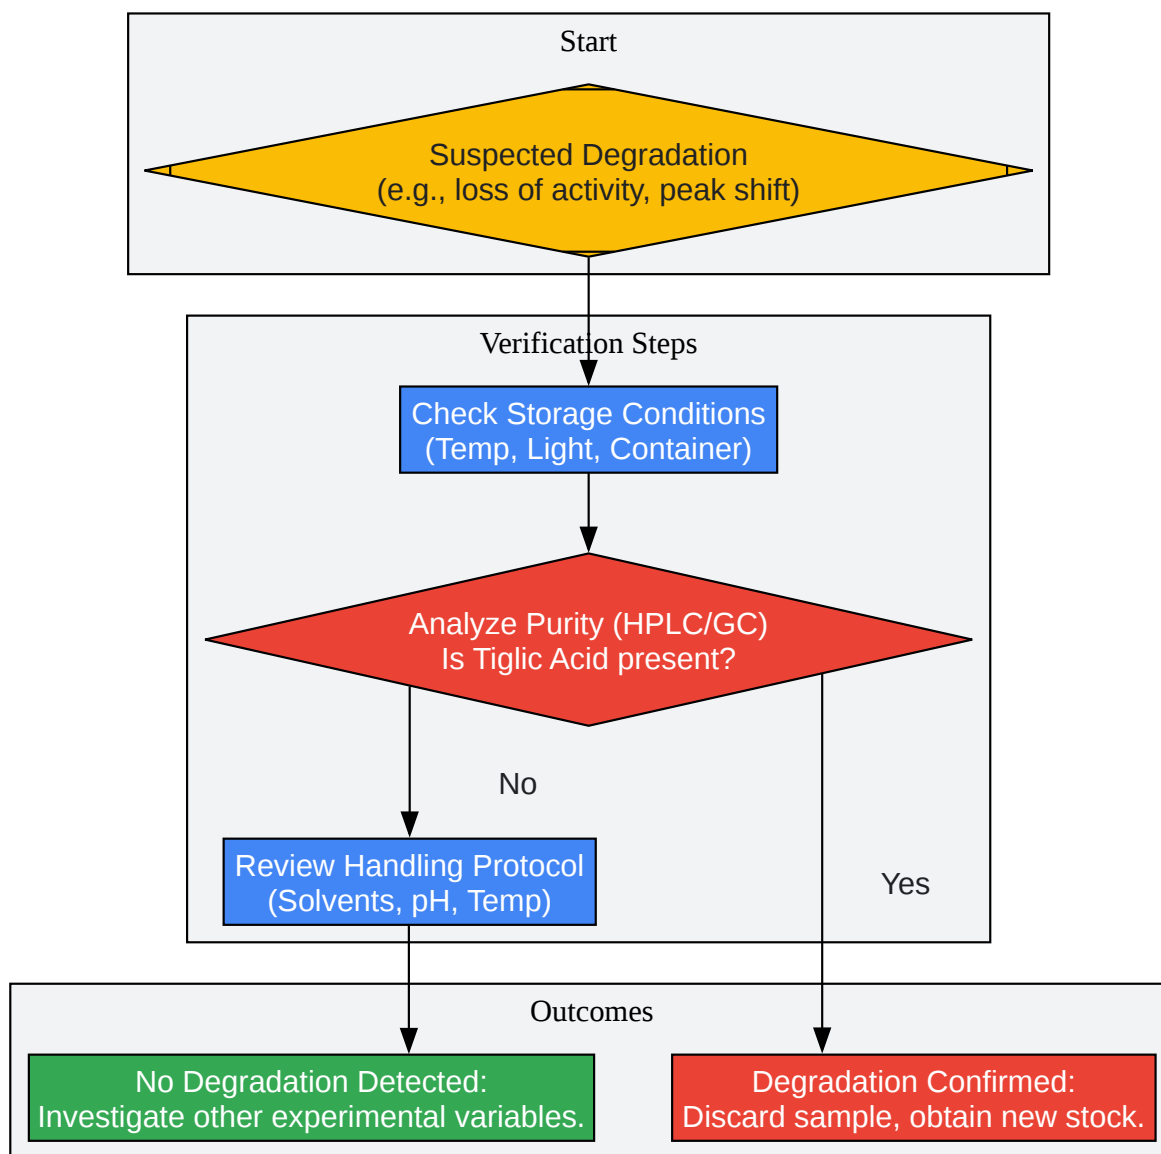 Start
Suspected Degradation
(e.g., loss of activity, peak shift)
Verification Steps
Check Storage Conditions
(Temp, Light, Container)
Analyze Purity (HPLC/GC)
Is Tiglic Acid present?
No
Review Handling Protocol
(Solvents, pH, Temp)
Yes
Outcomes
No Degradation Detected:
Investigate other experimental variables.
Degradation Confirmed:
Discard sample, obtain new stock.